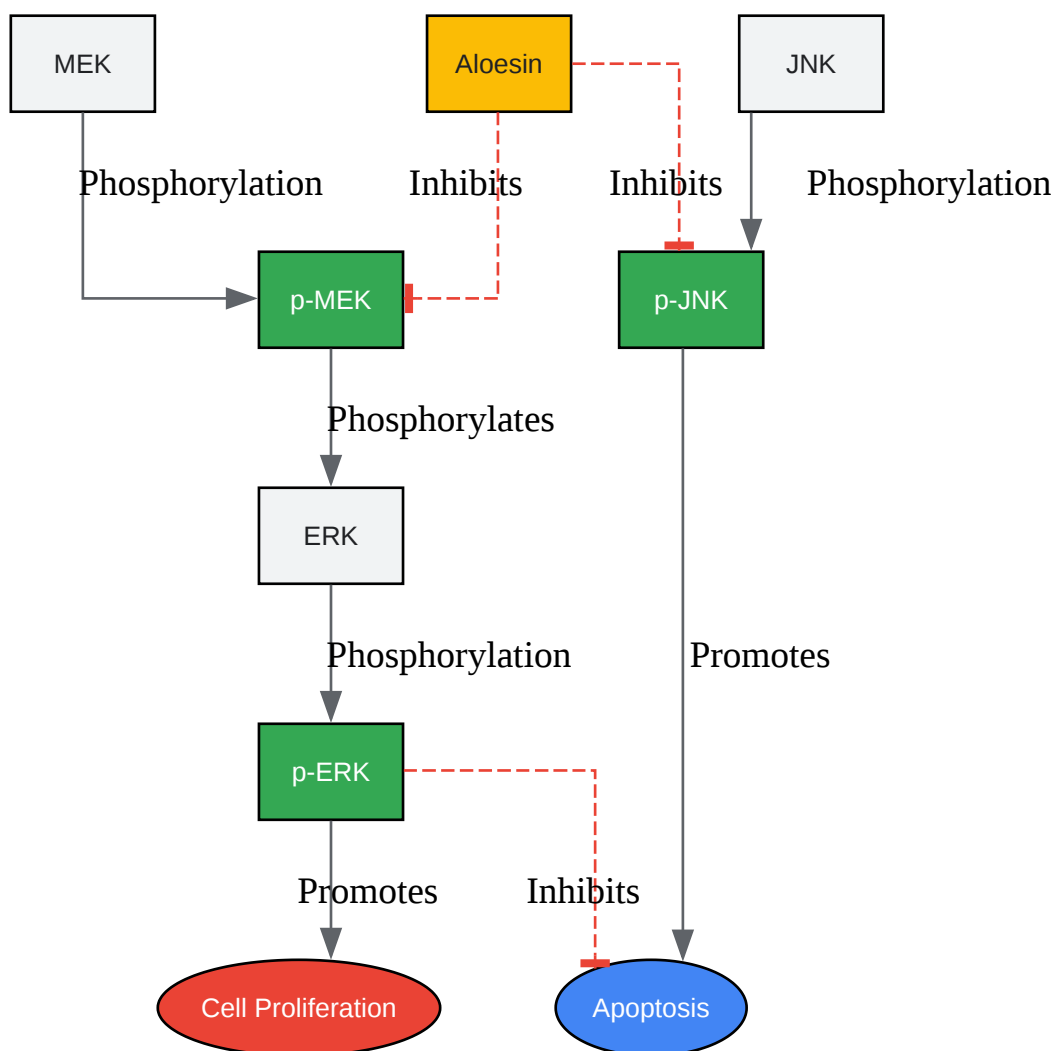 MEK
Aloesin
JNK
Phosphorylation
Inhibits
Inhibits
Phosphorylation
p-MEK
p-JNK
Phosphorylates
ERK
Phosphorylation
Promotes
p-ERK
Promotes
Inhibits
Cell Proliferation
Apoptosis